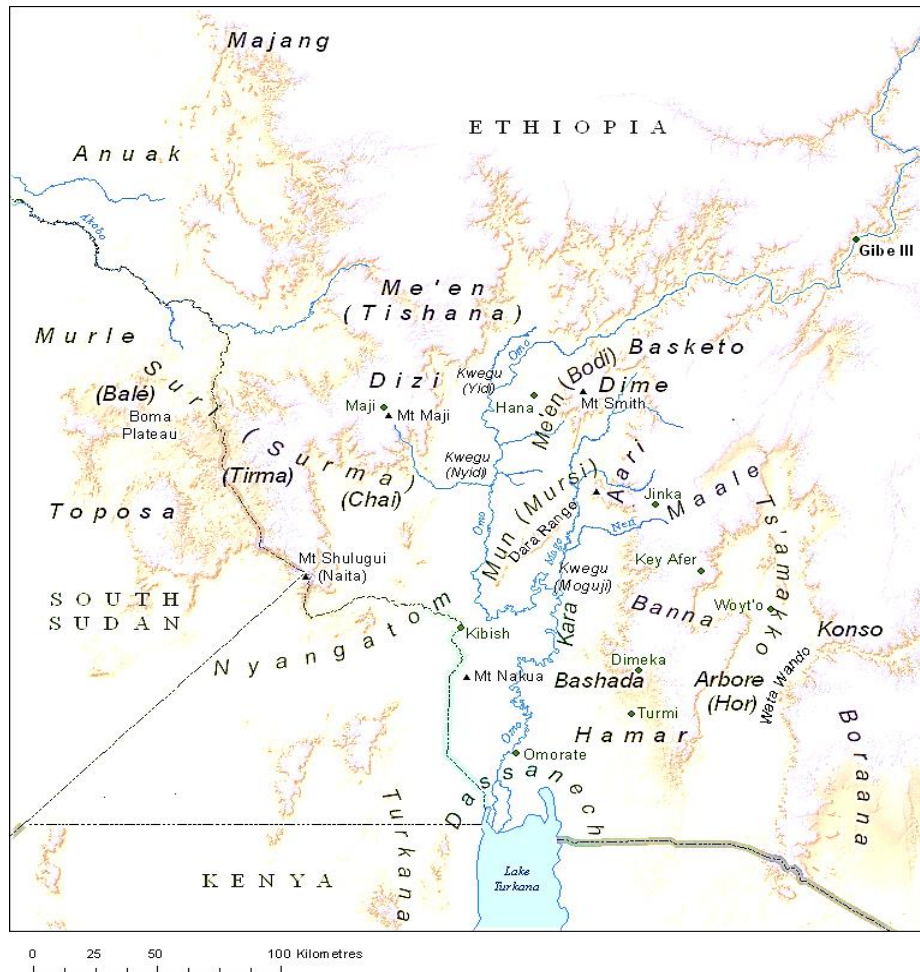 Majang
ETHIOPIA
Anuak
Akobo
Gibe III
Me'en
(Tishana)
Murle
Omo
Basketo
Suri
(Balé)
Boma
Plateau
Dizi
Kwegu
(Yidi)
Hana
Me'en (Bodi)
Dime
Mt Smith
Maji
Mt Maji
(Surma)
(Tirma)
(Chai)
Kwegu
(Nyidi)
Mun (Mursi)
Aari
Jinka
Maale
Ts'amakko
Toposa
Omo
Dara Range
Mago
Neri
Mt Shulugui
(Naita)
Kwegu
(Moguji)
Key Afer
SOUTH
SUDAN
Kara
Banna
Woyt'o
Konso
Nyangatom
Kibish
Wata Wando
Mt Nakua
Bashada
Dimeka
Arbore
(Hor)
Turmi
Hamar
Omo
Omorate
Boraana
Dassanech
Turkana
KENYA
Lake
Turkana
0 25 50 100 Kilometres